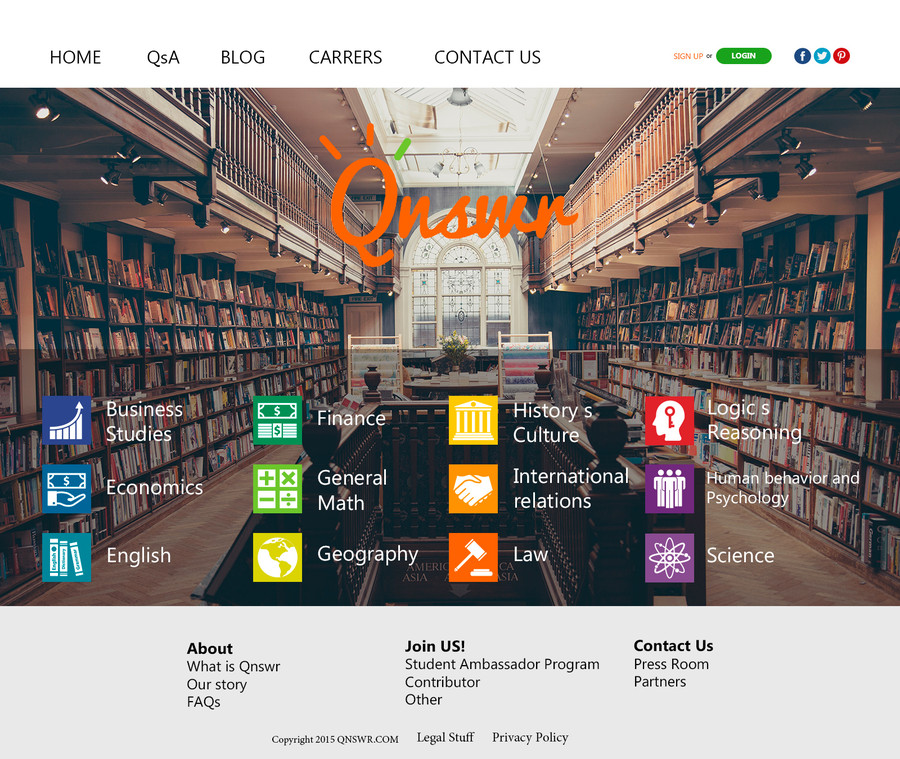 HOME QsA BLOG CARRERS CONTACT US SIGN UP or LOGIN
Qnswr
Business
Studies
Finance
History s
Culture
Logic s
Reasoning
Economics
General
Math
International
relations
Human behavior and
Psychology
English
Geography
Law
Science
ASIA
About
What is Qnswr
Our story
FAQs
Join US!
Student Ambassador Program
Contributor
Other
Contact Us
Press Room
Partners
Copyright 2015 QNSWR.COM Legal Stuff Privacy Policy